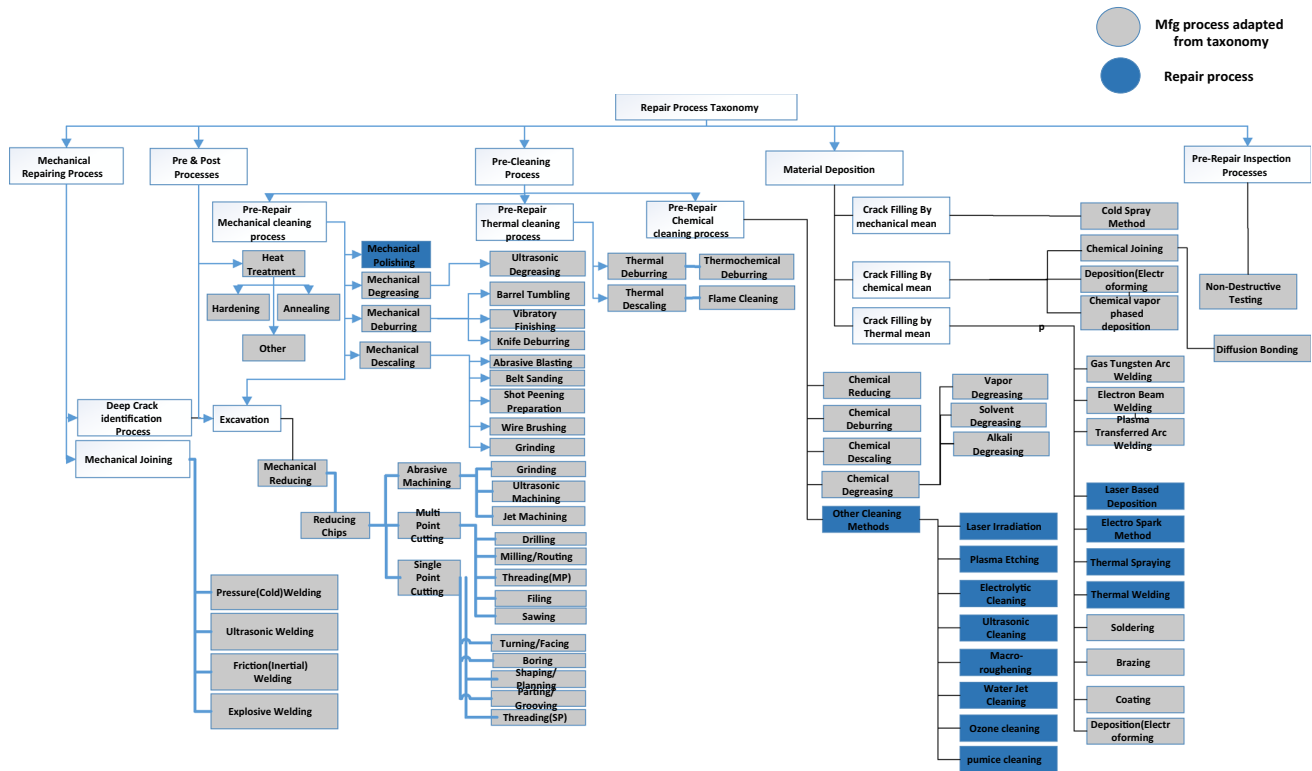 Mfg process adapted
from taxonomy
Repair process
Repair Process Taxonomy
Mechanical
Repairing Process
Pre & Post
Processes
Pre-Cleaning
Process
Material Deposition
Pre-Repair Inspection
Processes
Pre-Repair
Mechanical cleaning
process
Pre-Repair
Thermal cleaning
process
Pre-Repair
Chemical
cleaning process
Crack Filling By
mechanical mean
Cold Spray
Method
Heat
Treatment
Hardening
Annealing
Other
Mechanical
Polishing
Mechanical
Degreasing
Mechanical
Deburring
Mechanical
Descaling
Ultrasonic
Degreasing
Barrel Tumbling
Vibratory
Finishing
Knife Deburring
Abrasive Blasting
Belt Sanding
Shot Peening
Preparation
Wire Brushing
Grinding
Thermal
Deburring
Thermochemical
Deburring
Thermal
Descaling
Flame Cleaning
Crack Filling By
chemical mean
Chemical Joining
Deposition(Electr
oforming
Chemical vapor
phased deposition
Non-Destructive
Testing
Crack Filling by
Thermal mean
p
Diffusion Bonding
Gas Tungsten Arc
Welding
Electron Beam
Welding
Plasma
Transferred Arc
Welding
Chemical
Reducing
Chemical
Deburring
Chemical
Descaling
Chemical
Degreasing
Vapor
Degreasing
Solvent
Degreasing
Alkali
Degreasing
Deep Crack
identification
Process
Excavation
Mechanical Joining
Mechanical
Reducing
Reducing
Chips
Abrasive
Machining
Multi
Point
Cutting
Single
Point
Cutting
Grinding
Ultrasonic
Machining
Jet Machining
Drilling
Milling/Routing
Threading(MP)
Filing
Sawing
Turning/Facing
Boring
Shaping/
Planning
Parting/
Grooving
Threading(SP)
Pressure(Cold)Welding
Ultrasonic Welding
Friction(Inertial)
Welding
Explosive Welding
Other Cleaning
Methods
Laser Irradiation
Plasma Etching
Electrolytic
Cleaning
Ultrasonic
Cleaning
Macro-
roughening
Water Jet
Cleaning
Ozone cleaning
pumice cleaning
Laser Based
Deposition
Electro Spark
Method
Thermal Spraying
Thermal Welding
Soldering
Brazing
Coating
Deposition(Electr
oforming